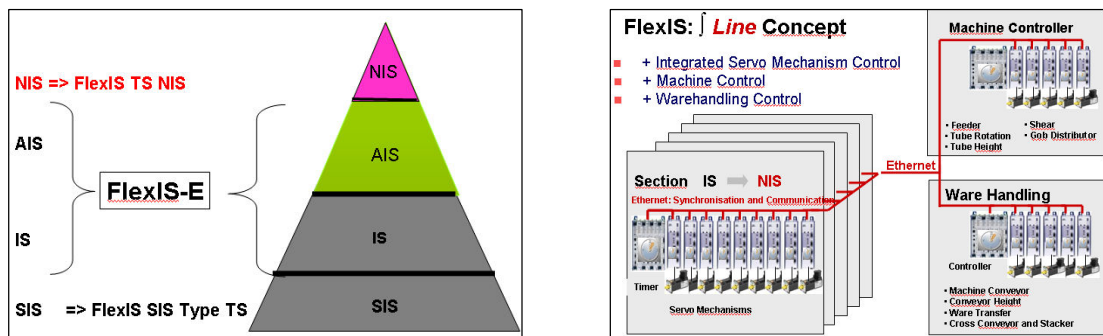 NIS => FlexIS TS NIS
AIS
FlexIS-E
IS
SIS => FlexIS SIS Type TS
NIS
AIS
IS
SIS
FlexIS: ∫ Line Concept
+ Integrated Servo Mechanism Control
+ Machine Control
+ Warehandling Control
Section IS NIS
Ethernet: Synchronisation and Communication
Timer
Servo Mechanisms
Ethernet
Machine Controller
• Feeder
• Tube Rotation
• Tube Height
• Shear
• Gob Distributor
Ware Handling
Controller
• Machine Conveyor
• Conveyor Height
• Ware Transfer
• Cross Conveyor and Stacker